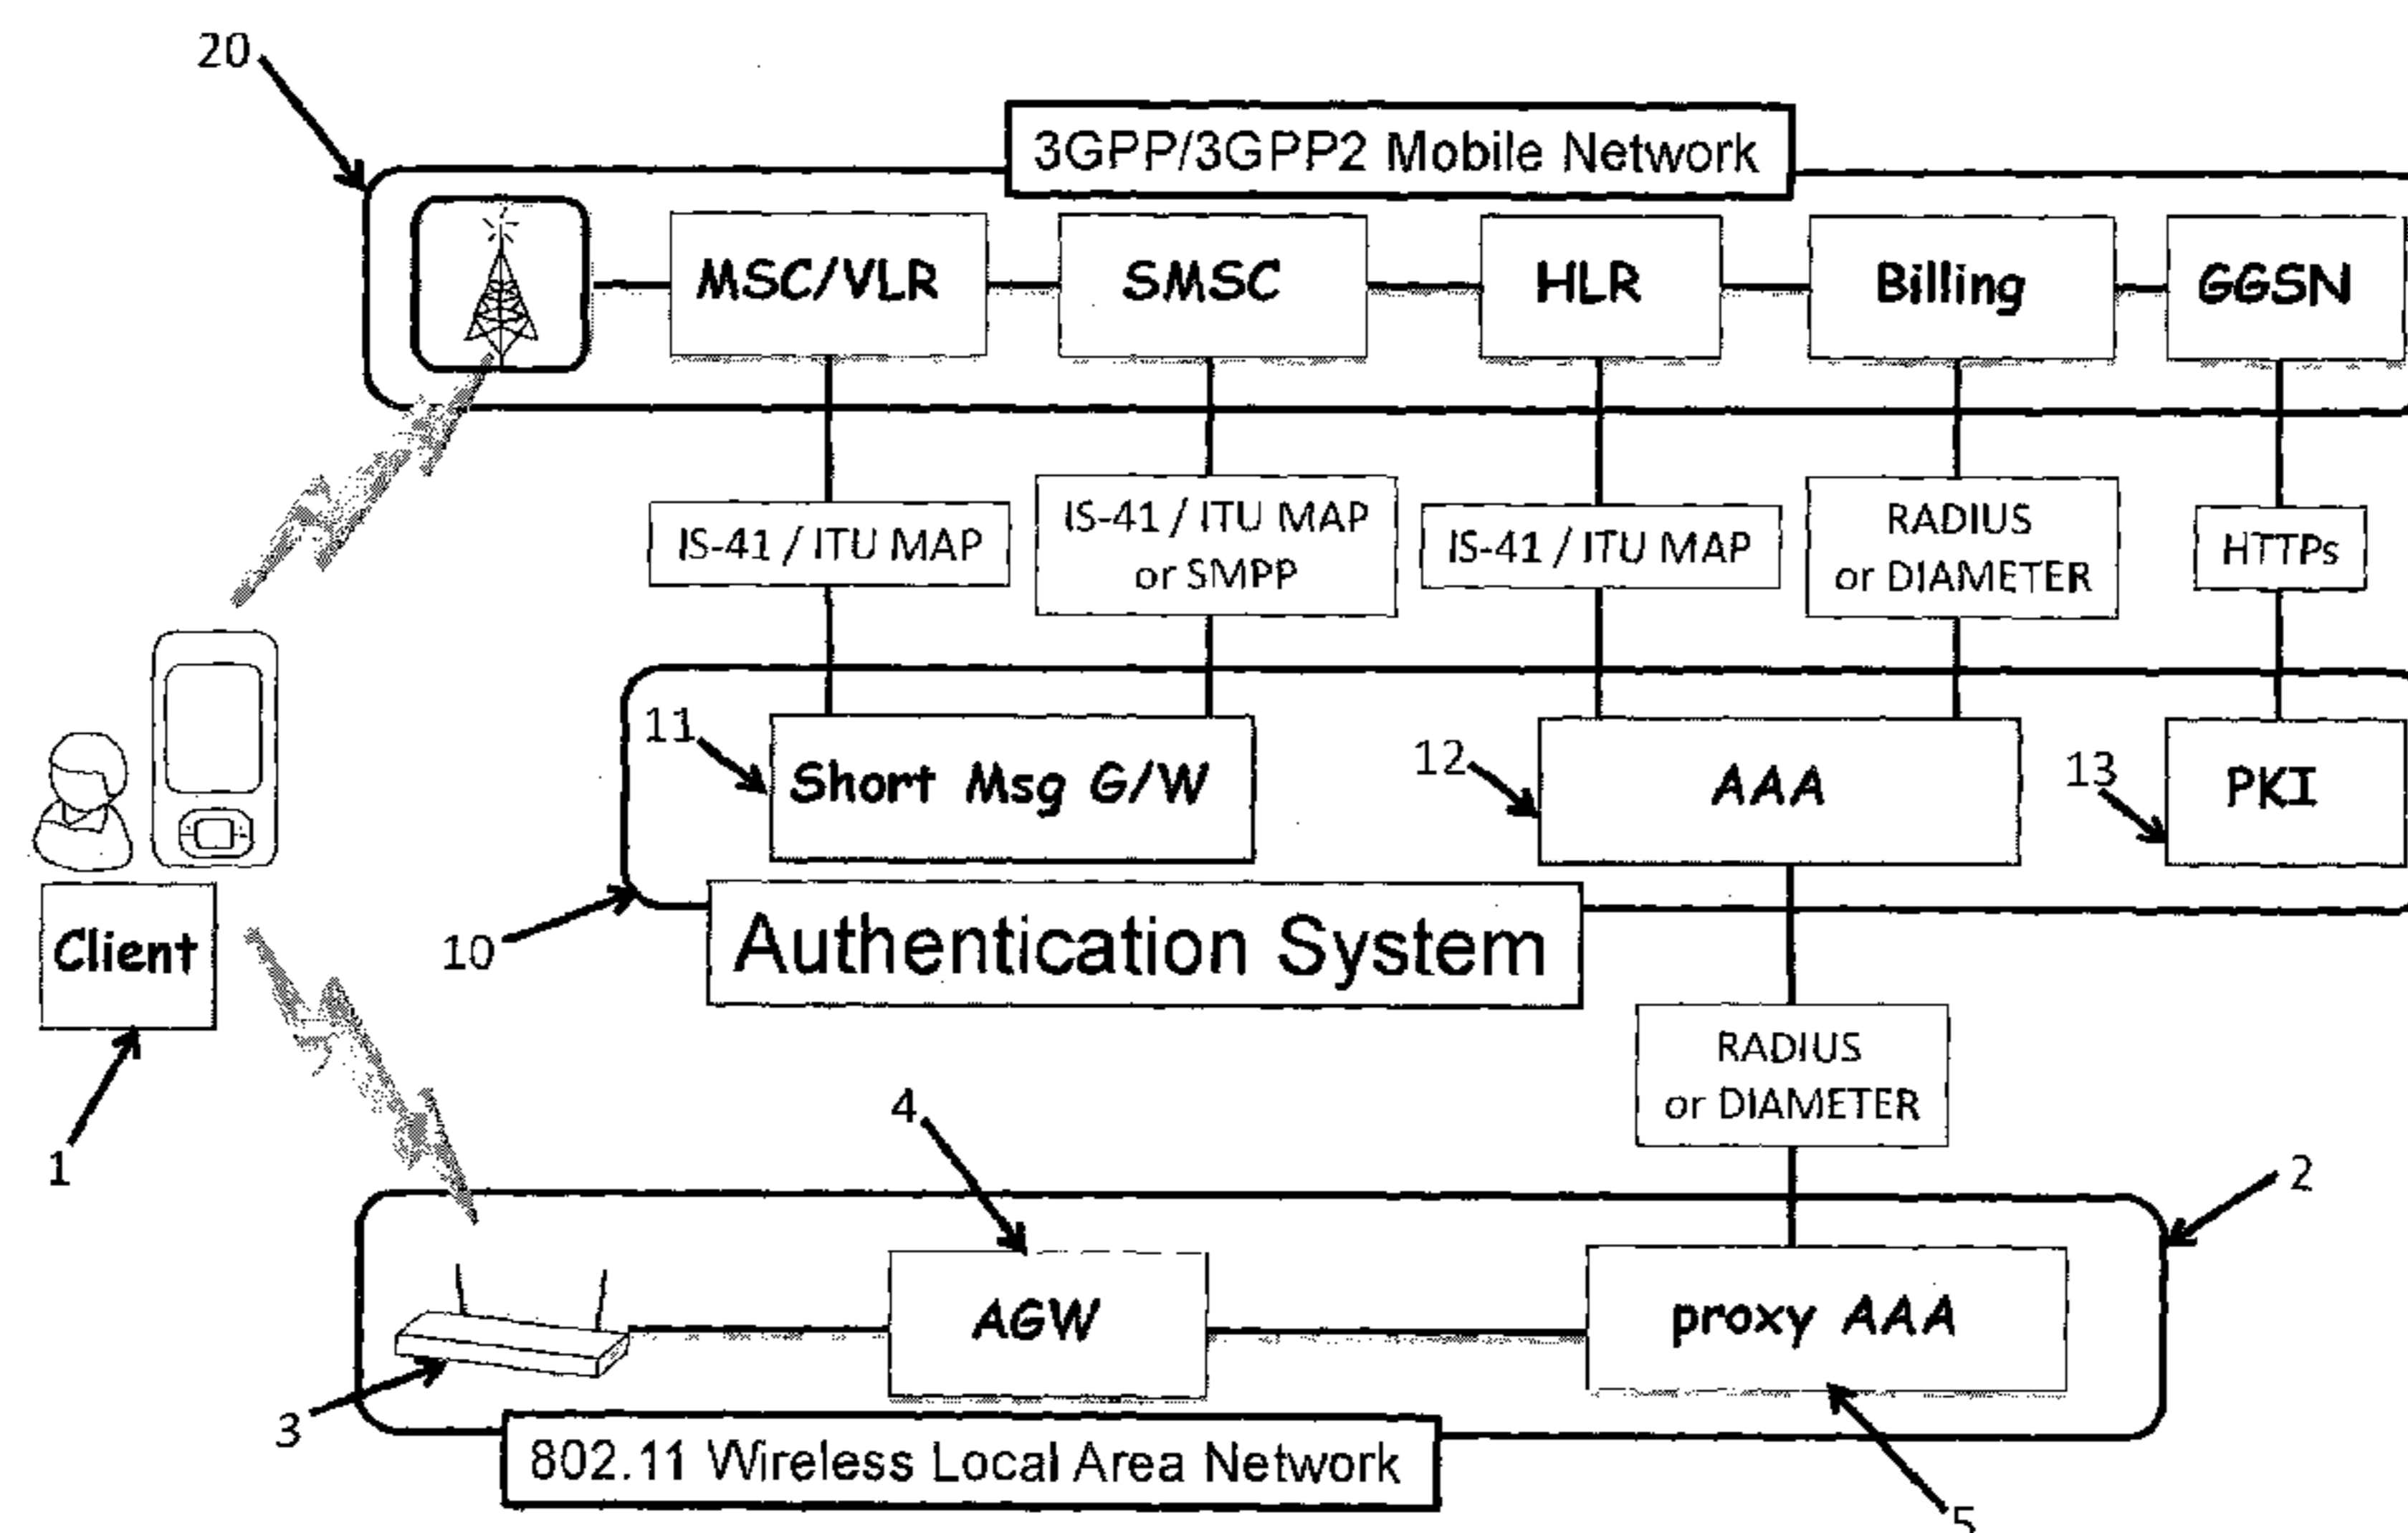 20
3GPP/3GPP2 Mobile Network
MSC/VLR
SMSC
HLR
Billing
GGSN
IS-41 / ITU MAP
IS-41 / ITU MAP
or SMPP
IS-41 / ITU MAP
RADIUS
or DIAMETER
HTTPs
11
Short Msg G/W
12
AAA
13
PKI
10
Authentication System
Client
1
RADIUS
or DIAMETER
4
2
AGW
proxy AAA
3
802.11 Wireless Local Area Network
5